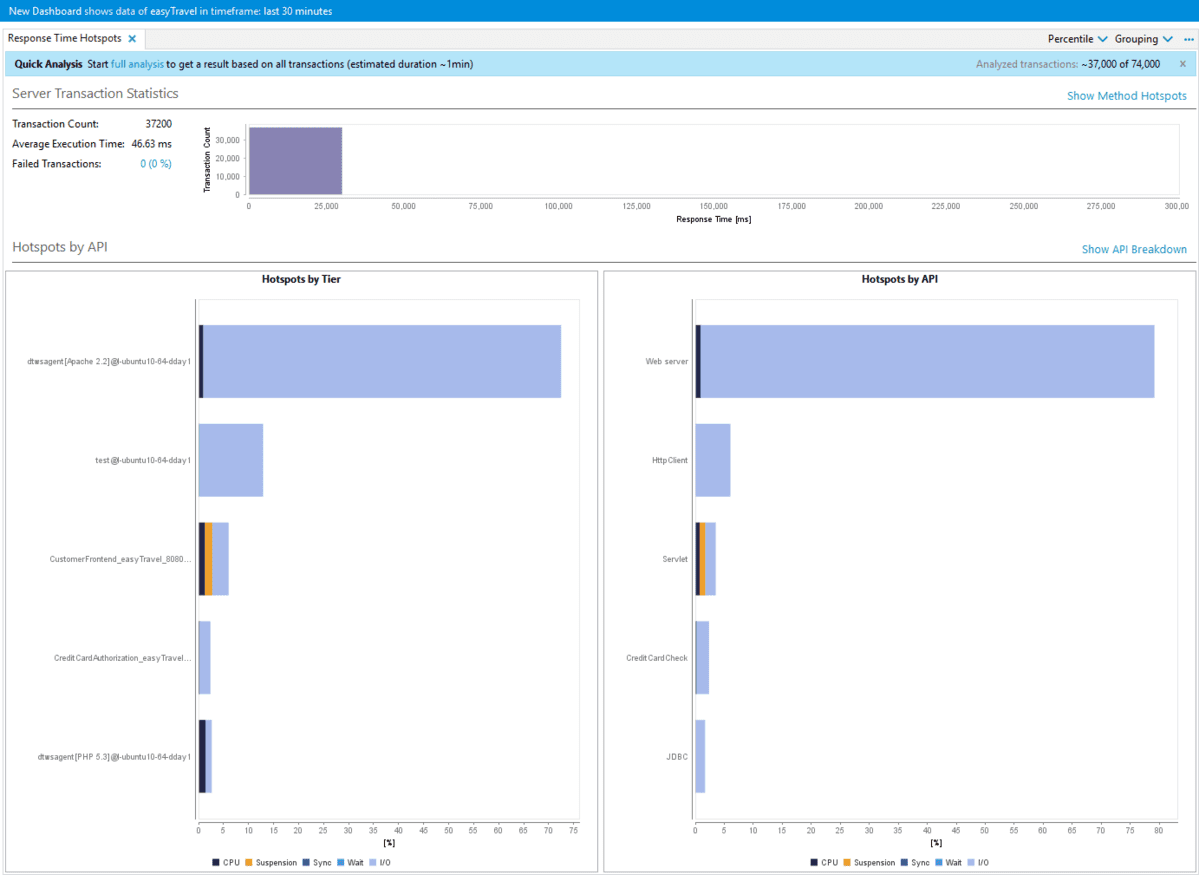 New Dashboard shows data of easyTravel in timeframe: last 30 minutes
Response Time Hotspots ×
Percentile Grouping ...
Quick Analysis Start full analysis to get a result based on all transactions (estimated duration ~1min)
Analyzed transactions: ~37,000 of 74,000 ×
Server Transaction Statistics
Show Method Hotspots
Transaction Count: 37200
Average Execution Time: 46.63 ms
Failed Transactions: 0 (0 %)
Transaction Count
30,000
20,000
10,000
0
0 25,000 50,000 75,000 100,000 125,000 150,000 175,000 200,000 225,000 250,000 275,000 300,00
Response Time [ms]
Hotspots by API
Show API Breakdown
Hotspots by Tier
dtwsagent[Apache 2.2]@l-ubuntu10-64-dday1
test@l-ubuntu10-64-dday1
CustomerFrontend_easyTravel_8080...
CreditCardAuthorization_easyTravel...
dtwsagent[PHP 5.3]@l-ubuntu10-64-dday1
0 5 10 15 20 25 30 35 40 45 50 55 60 65 70 75
[%]
CPU Suspension Sync Wait I/O
Hotspots by API
Web server
HttpClient
Servlet
CreditCardCheck
JDBC
0 5 10 15 20 25 30 35 40 45 50 55 60 65 70 75 80
[%]
CPU Suspension Sync Wait I/O